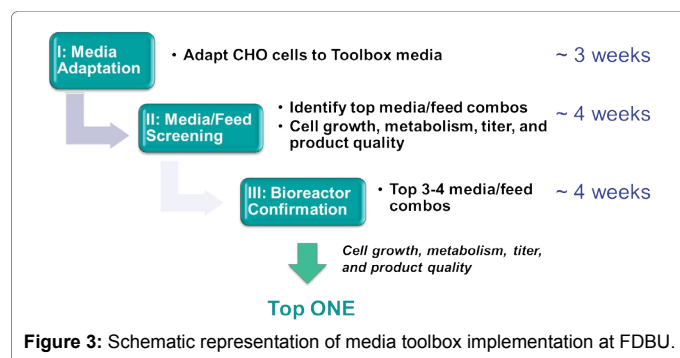 I: Media
Adaptation
• Adapt CHO cells to Toolbox media
~ 3 weeks
II: Media/Feed
Screening
• Identify top media/feed combos
• Cell growth, metabolism, titer, and
product quality
~ 4 weeks
III: Bioreactor
Confirmation
• Top 3-4 media/feed
combos
~ 4 weeks
Cell growth, metabolism, titer,
and product quality
Top ONE
Figure 3: Schematic representation of media toolbox implementation at FDBU.